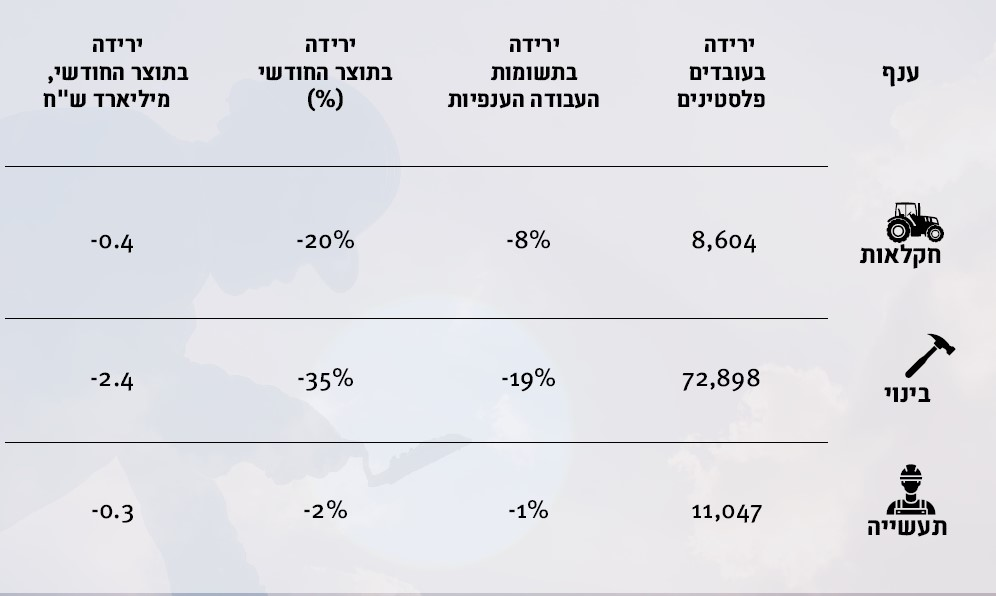 ענף
ירידה
בעובדים
פלסטינים
ירידה
בתשומות
העבודה הענפיות
ירידה
בתוצר החודשי
(%)
ירידה
בתוצר החודשי,
מיליארד ש"ח
חקלאות
8,604
-8%
-20%
-0.4
בינוי
72,898
-19%
-35%
-2.4
תעשייה
11,047
-1%
-2%
-0.3